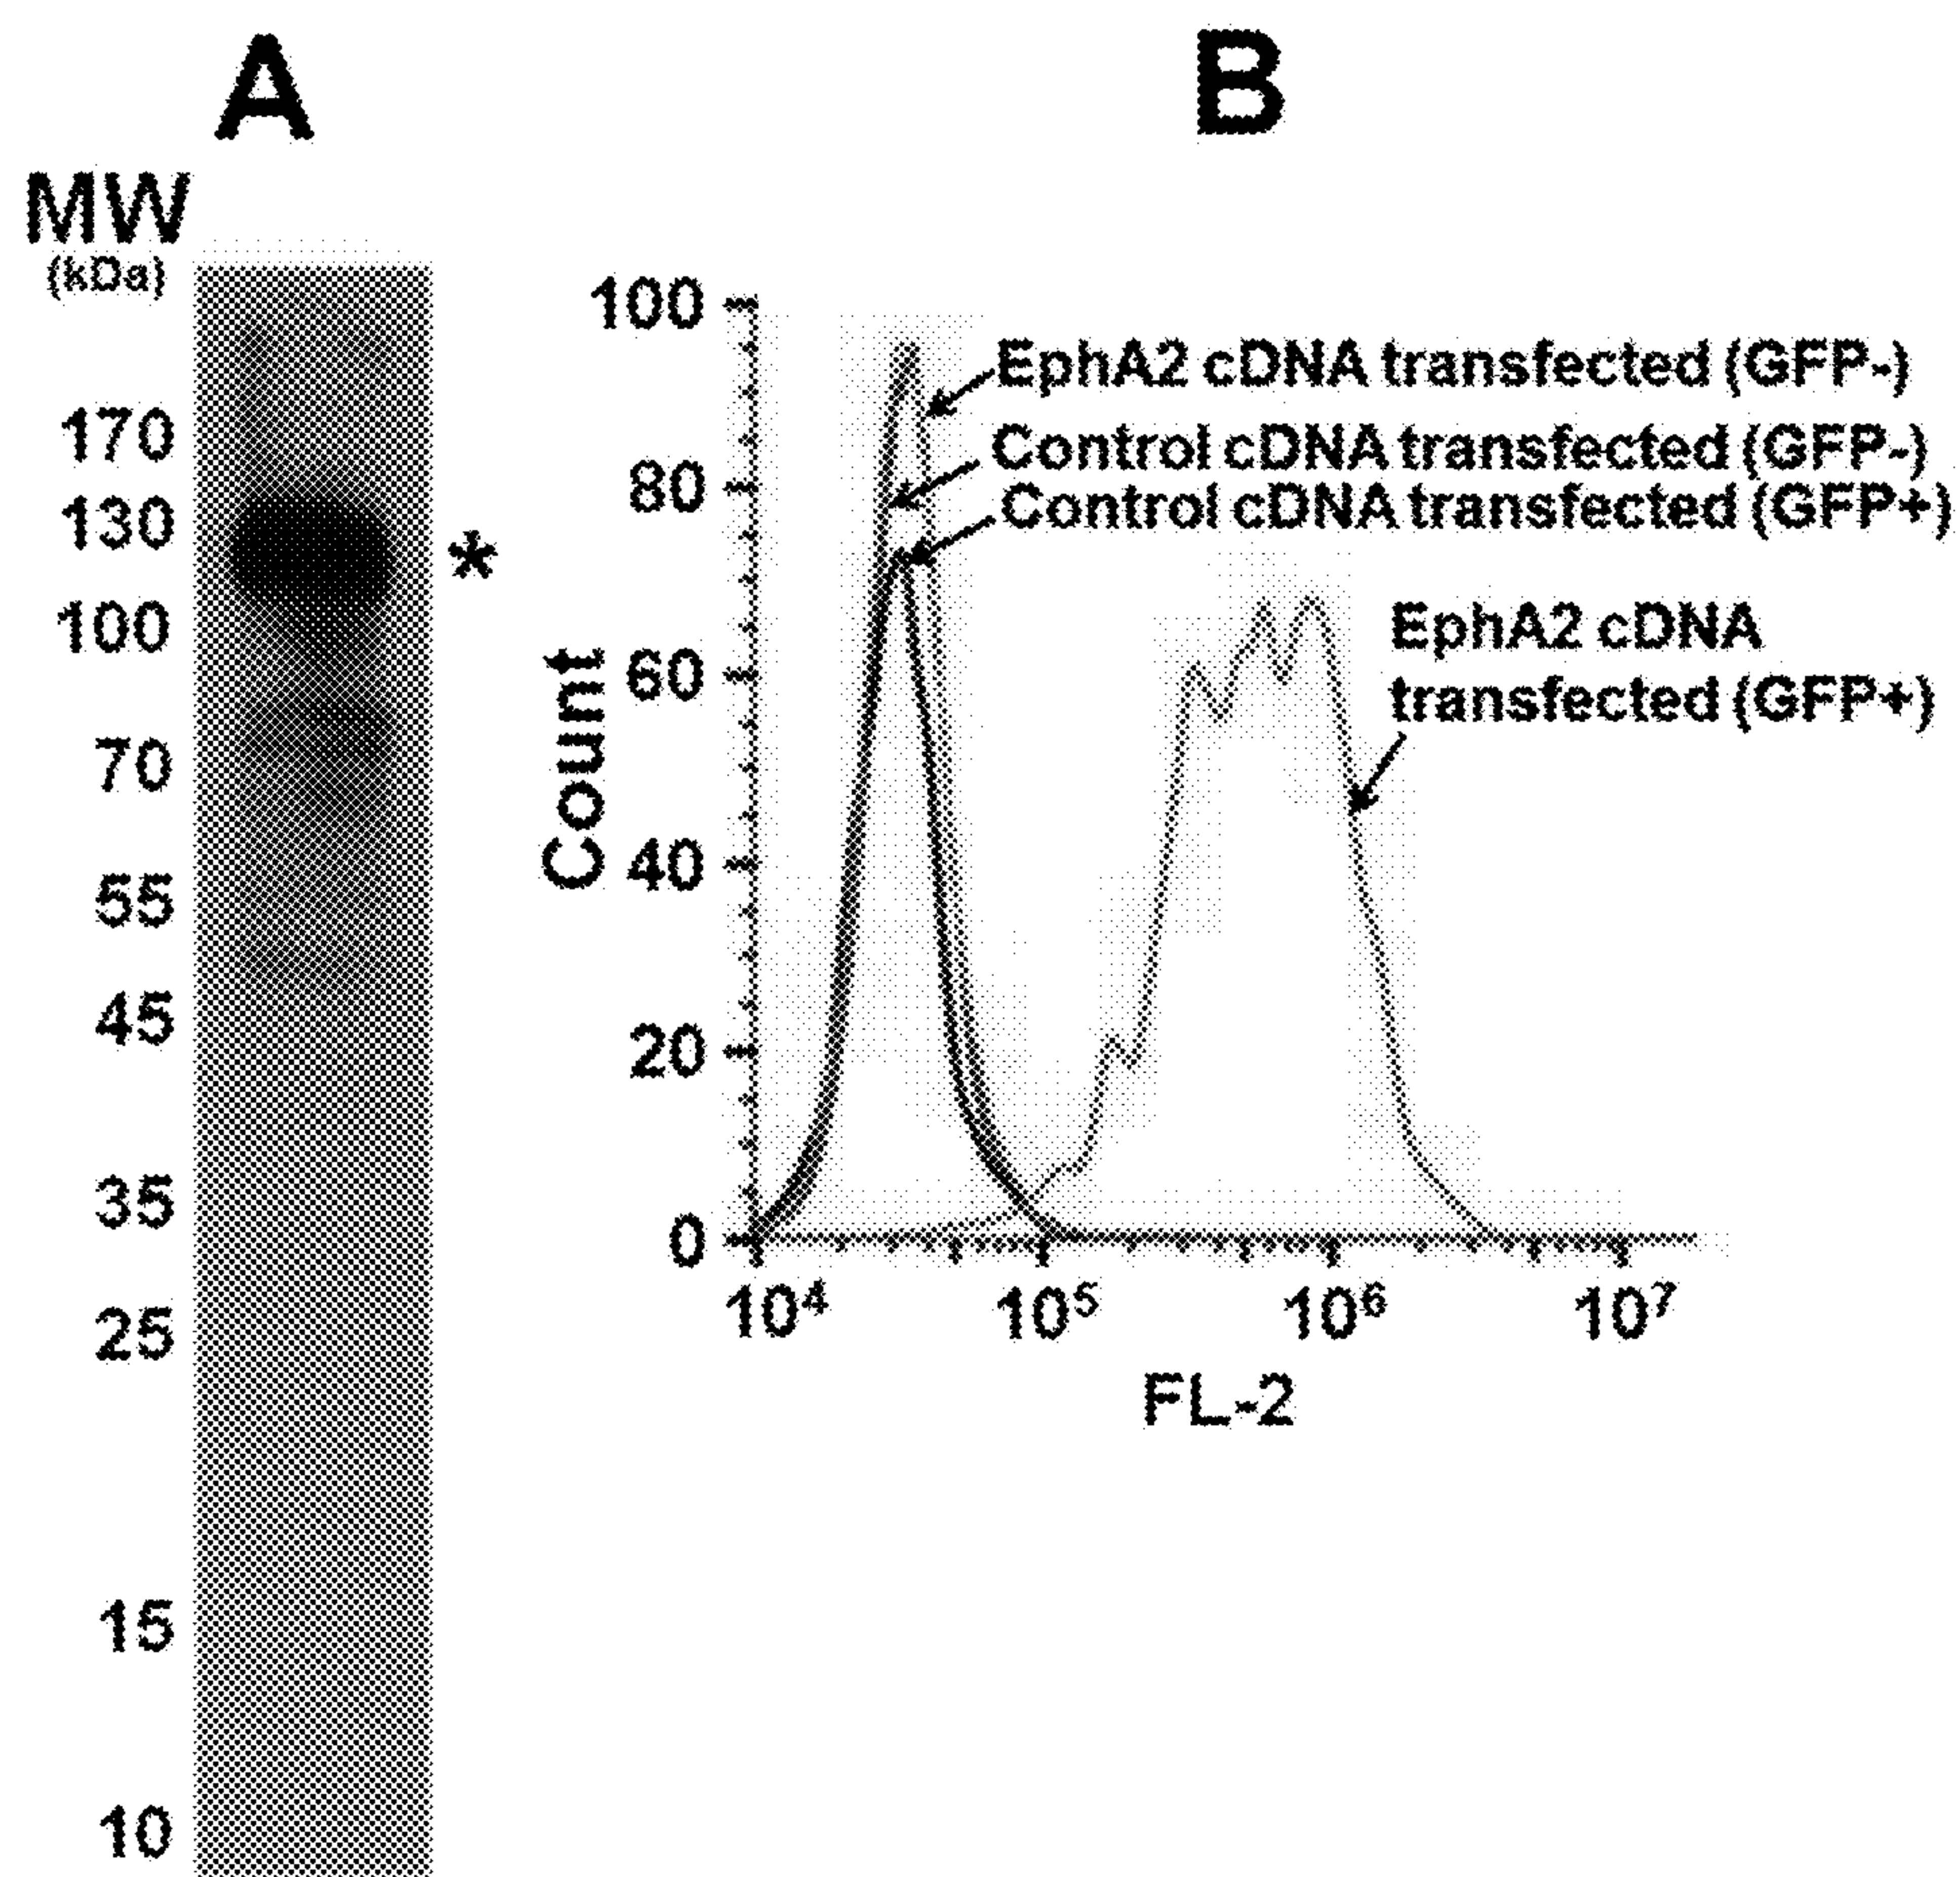 A
MW
(kDa)
170
130
*
100
70
55
45
35
25
15
10
B
100
80
60
40
20
0
Count
EphA2 cDNA transfected (GFP-)
Control cDNA transfected (GFP-)
Control cDNA transfected (GFP+)
EphA2 cDNA
transfected (GFP+)
10⁴ 10⁵ 10⁶ 10⁷
FL-2